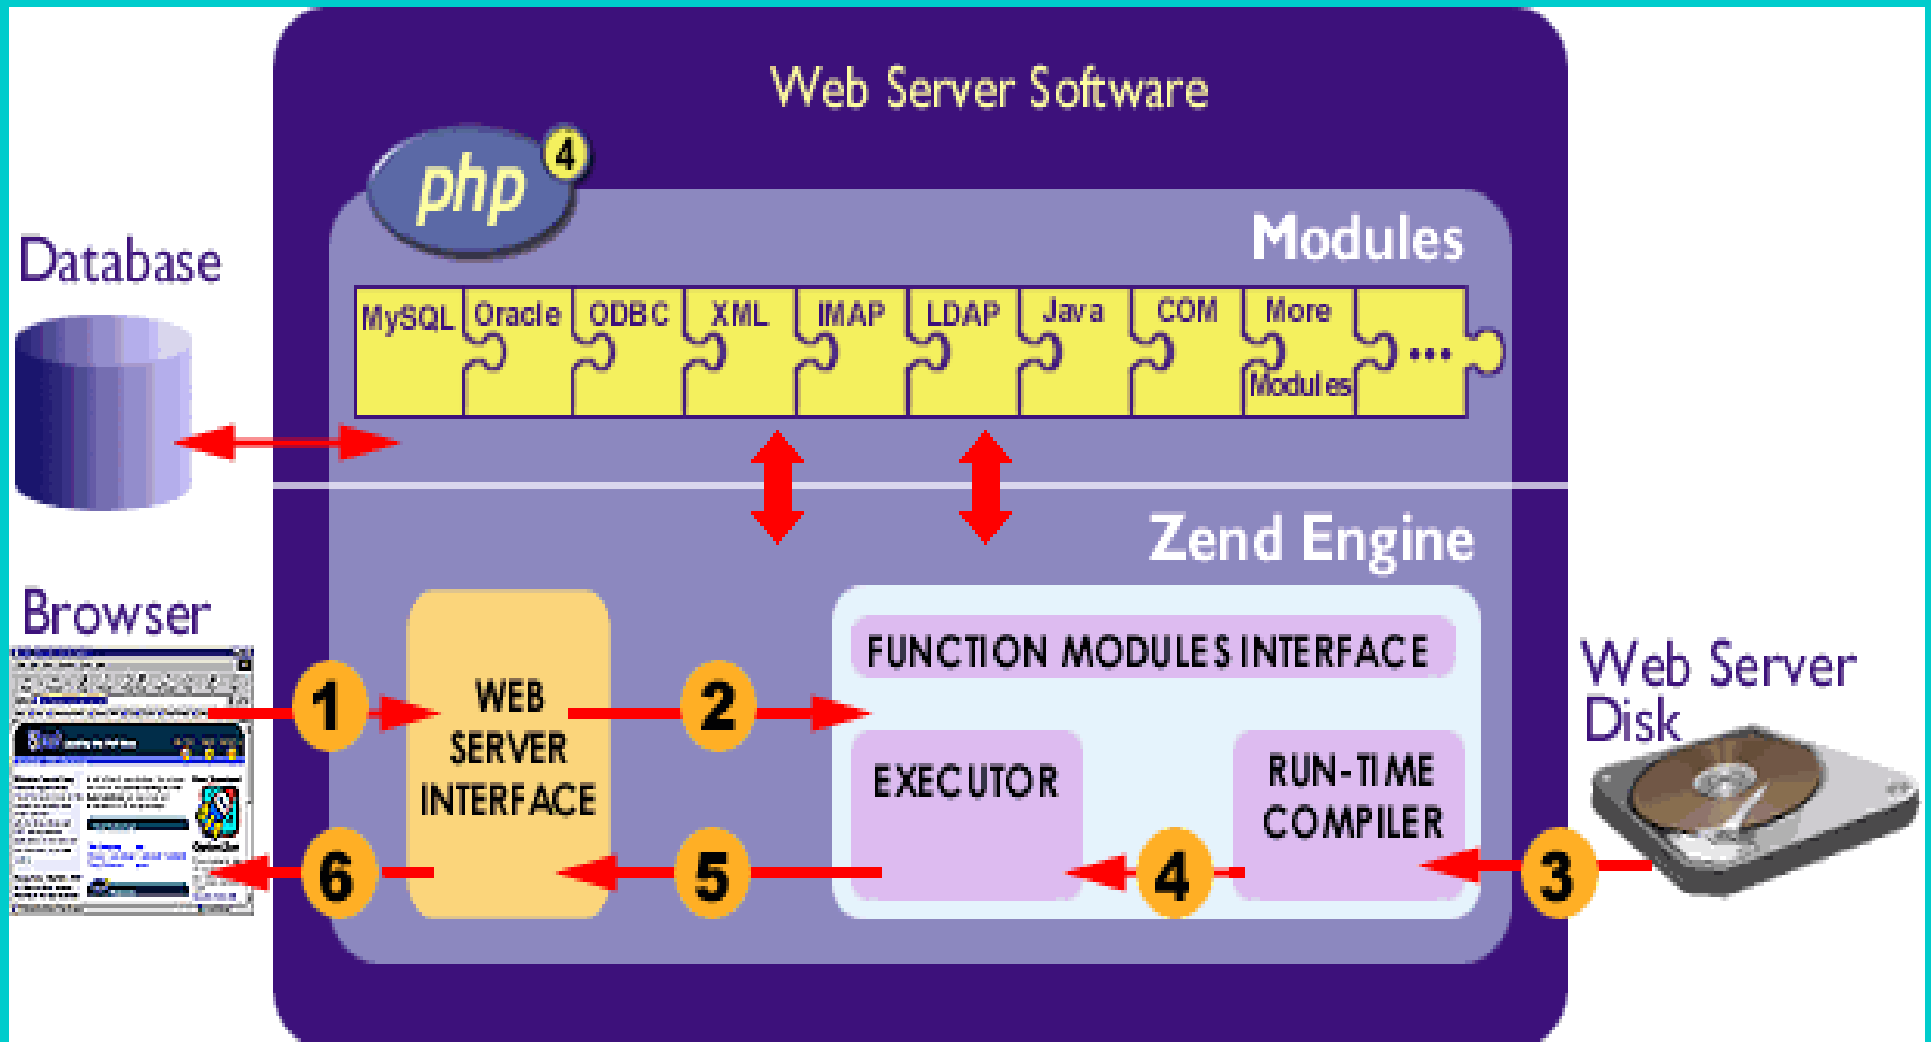 Web Server Software
php 4
Modules
Database
MySQL Oracle ODBC XML IMAP LDAP Java COM More Modules ...
Zend Engine
Browser
FUNCTION MODULES INTERFACE
Web Server
Disk
1
WEB
SERVER
INTERFACE
2
EXECUTOR
RUN-TIME
COMPILER
6
5
4
3